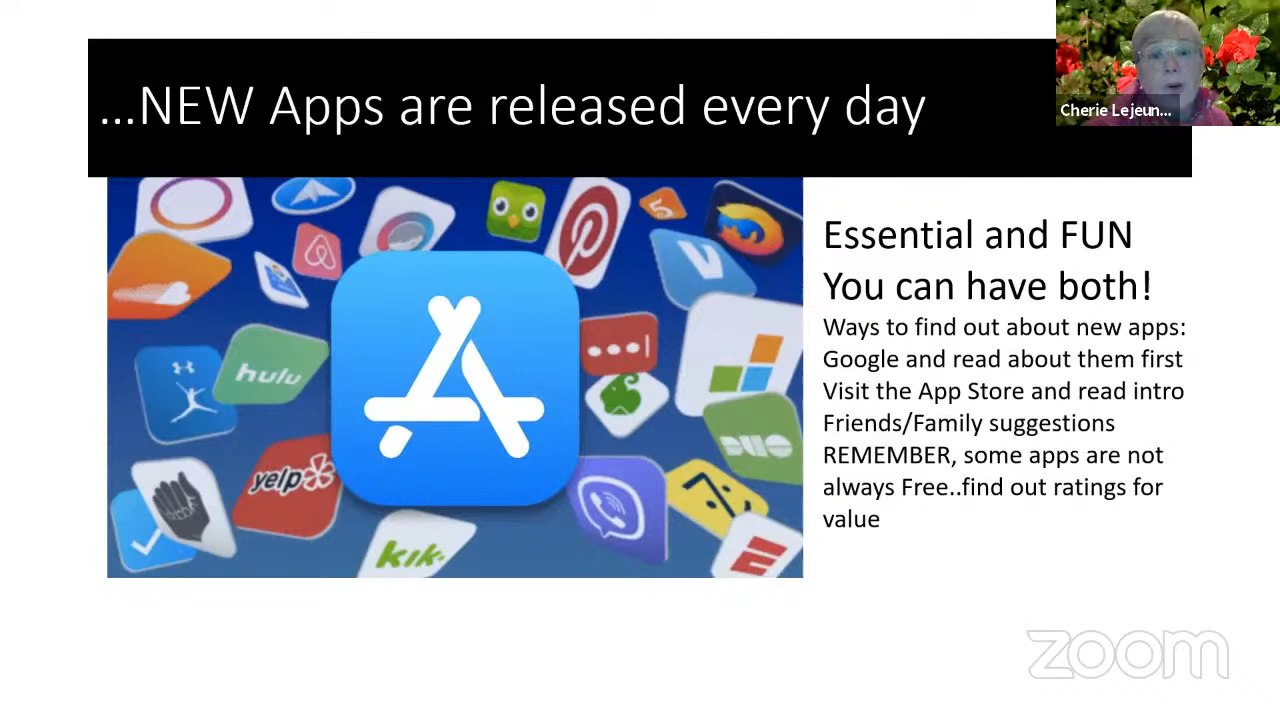 ...NEW Apps are released every day
Cherie Lejeun...
Essential and FUN
You can have both!
Ways to find out about new apps:
Google and read about them first
Visit the App Store and read intro
Friends/Family suggestions
REMEMBER, some apps are not
always Free..find out ratings for
value
5
hulu
DUO
yelp
kik
zoom